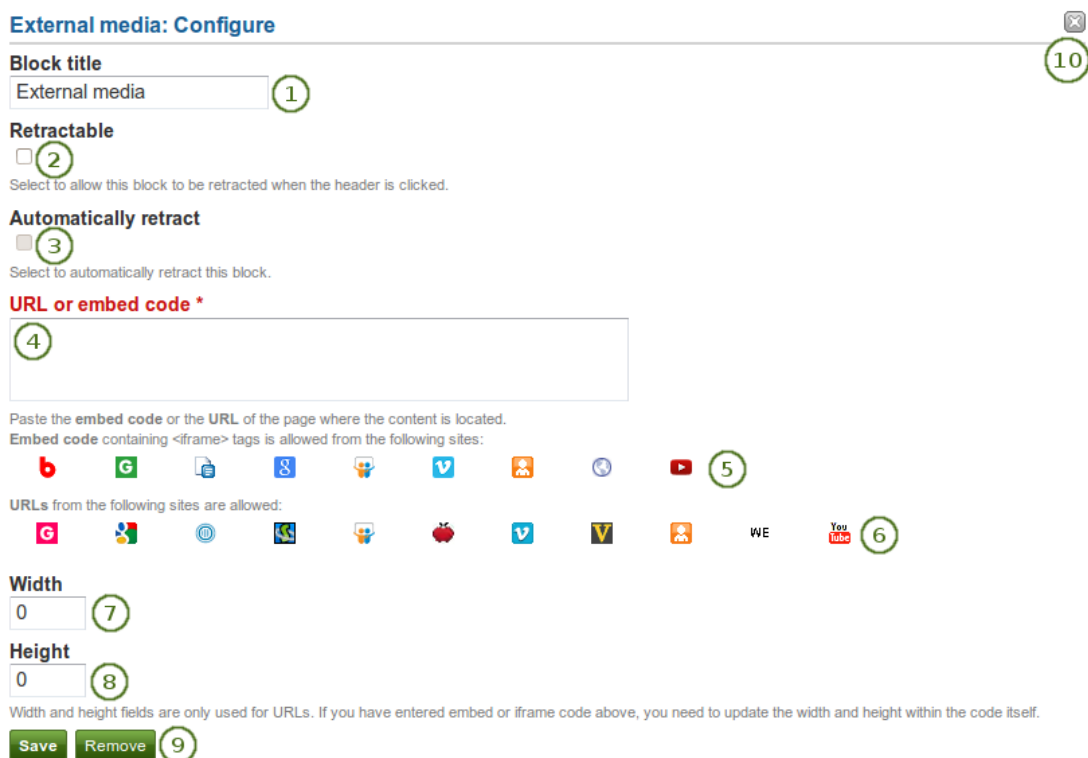 External media: Configure
10
Block title
External media 1
Retractable
2
Select to allow this block to be retracted when the header is clicked.
Automatically retract
3
Select to automatically retract this block.
URL or embed code *
4
Paste the embed code or the URL of the page where the content is located.
Embed code containing <iframe> tags is allowed from the following sites:
b G 8 v 5
URLs from the following sites are allowed:
G v V WE You Tube 6
Width
0 7
Height
0 8
Width and height fields are only used for URLs. If you have entered embed or iframe code above, you need to update the width and height within the code itself.
Save Remove 9